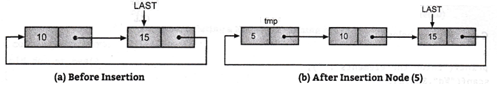 LAST
10
15
(a) Before Insertion
tmp
LAST
5
10
15
(b) After Insertion Node (5)